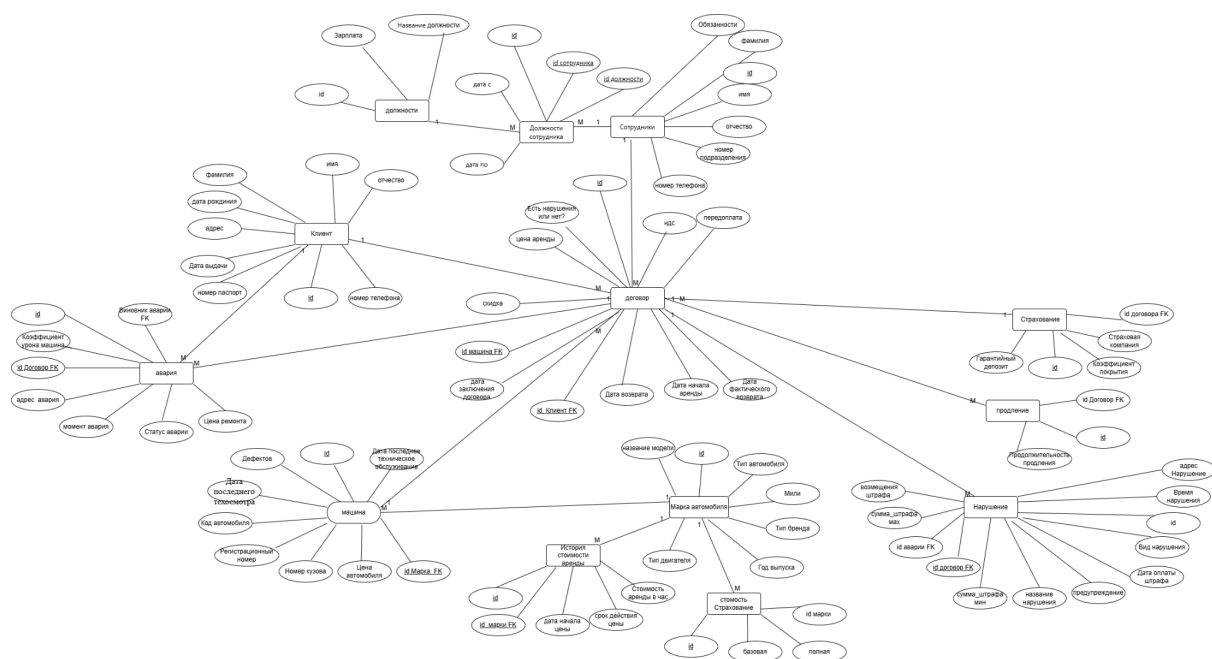 Обязанности
Название должности
Зарплата
id
фамилия
id сотрудника
id должности
id
дата с
id
имя
должности
1
М
Должности
сотрудника
М
1
Сотрудники
1
отчество
дата по
номер
подразделения
номер телефона
имя
фамилия
отчество
id
дата рождиния
Есть нарушения
или нет?
ндс
передоплата
адрес
Клиент
1
1
цена аренды
Дата выдачи
номер паспорт
id
номер телефона
М
М
1
договор
1
М
скидка
М
1
id
Виновник аварии
FK
1
Страхование
id договора FK
Коэффициент
урона машина
Страховая
компания
id машина FK
Гарантийный
депозит
id
Коэффициент
покрытия
id Договор FK
М
М
авария
дата
заключения
договора
id Клиент FK
Дата возврата
Дата начала
аренды
Дата
фактического
возврата
адрес авария
момент авария
Статус аварии
Цена ремонта
М
продление
id Договор FK
id
Продолжительность
продления
Дефектов
id
Дата последнее
техническое
обслуживание
название модели
id
Тип автомобиля
адрес
Нарушение
Дата
последнего
техосмотра
возмещения
штрафа
М
Нарушение
Время
нарушения
Мили
машина
1
М
1
Марка автомобиля
1
1
сумма_штрафа
мах
id
Код автомобиля
Тип бренда
Регистрационный
номер
Номер кузова
Цена
автомобиля
id Марка FK
М
История
стоимости
аренды
Тип двигателя
Год выпуска
id аварии FK
id договор FK
Вид нарушения
Дата оплаты
штрафа
сумма_штрафа
мин
название
нарушения
предупреждение
id
id марки FK
дата начала
цены
срок действия
цены
Стоимость
аренды в час
М
стомость
Страхование
id марки
id
базовая
полная